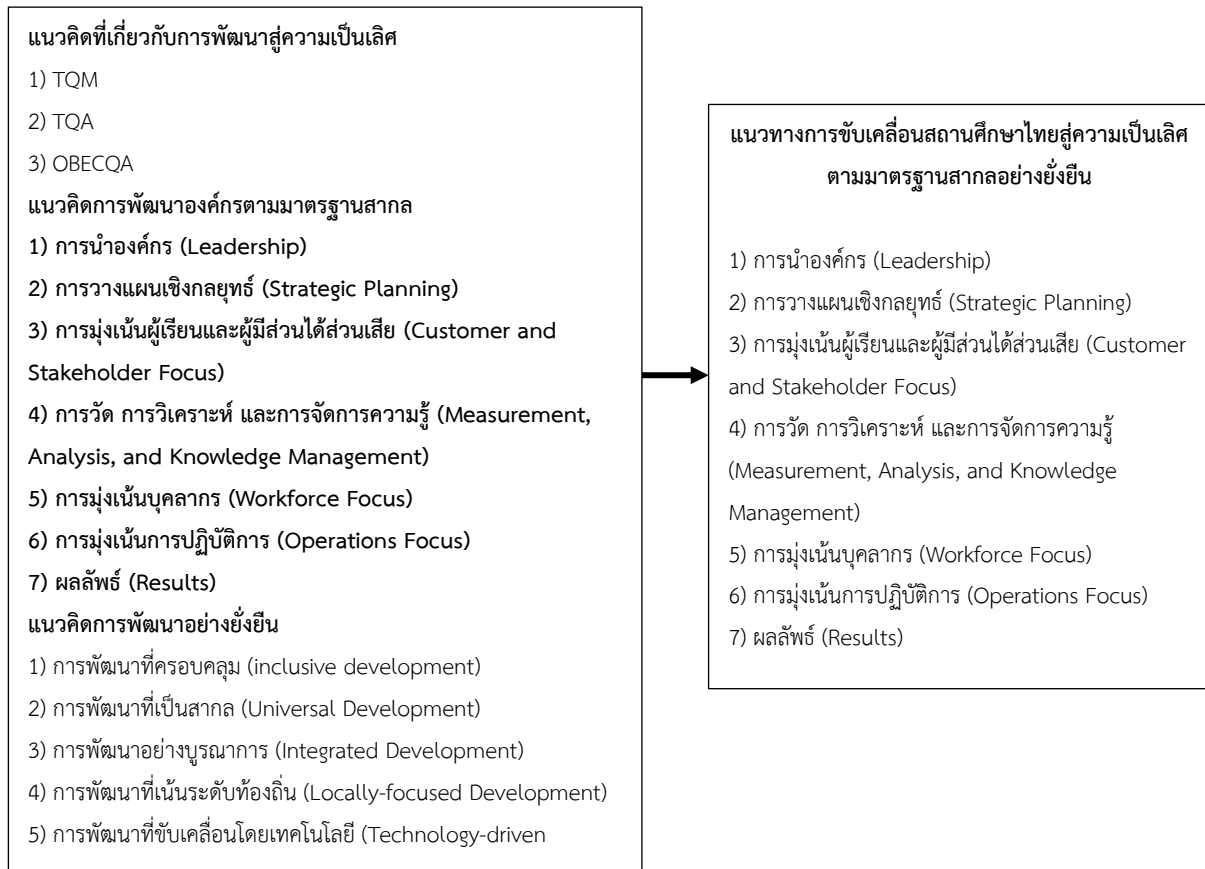 แนวคิดที่เกี่ยวกับการพัฒนาสู่ความเป็นเลิศ
1) TQM
2) TQA
3) OBECQA
แนวคิดการพัฒนาองค์กรตามมาตรฐานสากล
1) การนำองค์กร (Leadership)
2) การวางแผนเชิงกลยุทธ์ (Strategic Planning)
3) การมุ่งเน้นผู้เรียนและผู้มีส่วนได้ส่วนเสีย (Customer and
Stakeholder Focus)
4) การวัด การวิเคราะห์ และการจัดการความรู้ (Measurement,
Analysis, and Knowledge Management)
5) การมุ่งเน้นบุคลากร (Workforce Focus)
6) การมุ่งเน้นการปฏิบัติการ (Operations Focus)
7) ผลลัพธ์ (Results)
แนวคิดการพัฒนาอย่างยั่งยืน
1) การพัฒนาที่ครอบคลุม (inclusive development)
2) การพัฒนาที่เป็นสากล (Universal Development)
3) การพัฒนาอย่างบูรณาการ (Integrated Development)
4) การพัฒนาที่เน้นระดับท้องถิ่น (Locally-focused Development)
5) การพัฒนาที่ขับเคลื่อนโดยเทคโนโลยี (Technology-driven
แนวทางการขับเคลื่อนสถานศึกษาไทยสู่ความเป็นเลิศ
ตามมาตรฐานสากลอย่างยั่งยืน
1) การนำองค์กร (Leadership)
2) การวางแผนเชิงกลยุทธ์ (Strategic Planning)
3) การมุ่งเน้นผู้เรียนและผู้มีส่วนได้ส่วนเสีย (Customer
and Stakeholder Focus)
4) การวัด การวิเคราะห์ และการจัดการความรู้
(Measurement, Analysis, and Knowledge
Management)
5) การมุ่งเน้นบุคลากร (Workforce Focus)
6) การมุ่งเน้นการปฏิบัติการ (Operations Focus)
7) ผลลัพธ์ (Results)